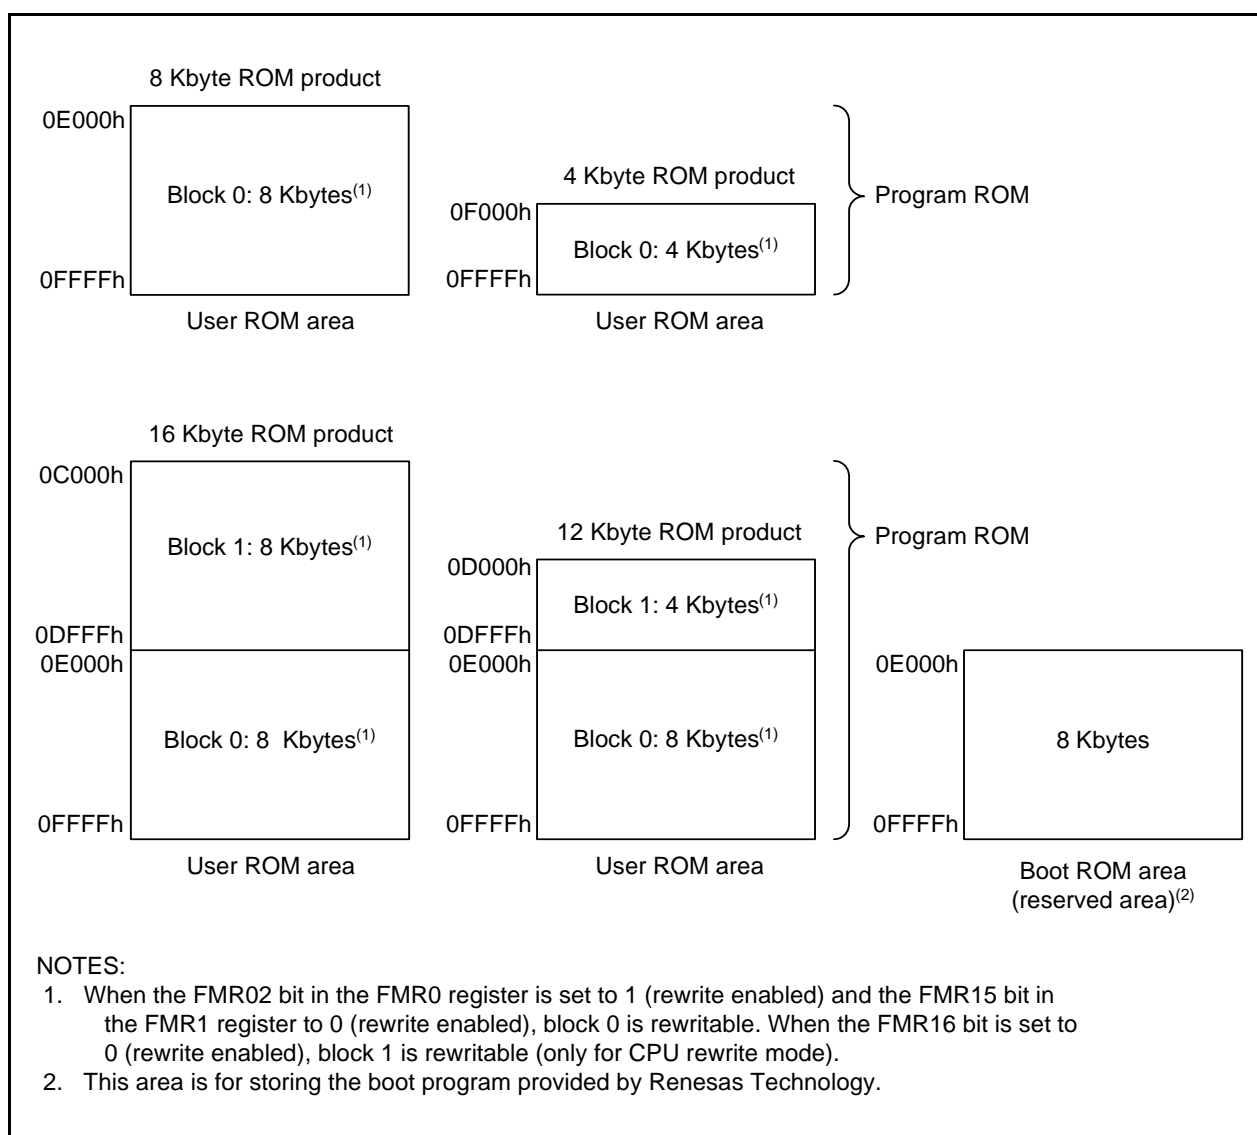 8 Kbyte ROM product
0E000h
Block 0: 8 Kbytes(1)
0FFFFh
User ROM area
4 Kbyte ROM product
0F000h
Block 0: 4 Kbytes(1)
0FFFFh
User ROM area
Program ROM
16 Kbyte ROM product
0C000h
Block 1: 8 Kbytes(1)
0DFFFh
0E000h
Block 0: 8  Kbytes(1)
0FFFFh
User ROM area
12 Kbyte ROM product
0D000h
Block 1: 4 Kbytes(1)
0DFFFh
0E000h
Block 0: 8 Kbytes(1)
0FFFFh
User ROM area
Program ROM
0E000h
8 Kbytes
0FFFFh
Boot ROM area
(reserved area)(2)
NOTES:
1. When the FMR02 bit in the FMR0 register is set to 1 (rewrite enabled) and the FMR15 bit in
the FMR1 register to 0 (rewrite enabled), block 0 is rewritable. When the FMR16 bit is set to
0 (rewrite enabled), block 1 is rewritable (only for CPU rewrite mode).
2. This area is for storing the boot program provided by Renesas Technology.